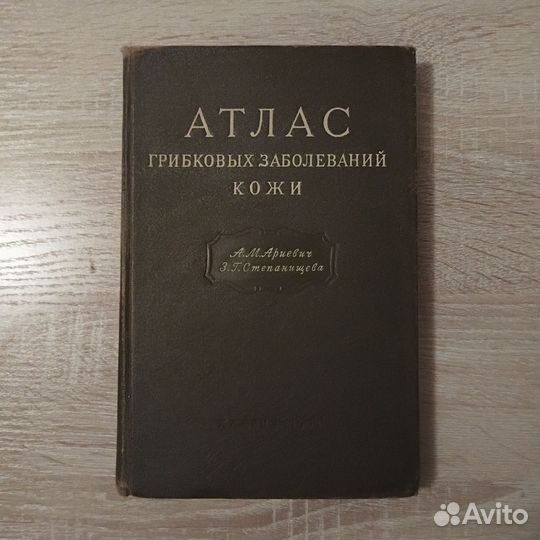 АТЛАС
ГРИБКОВЫХ ЗАБОЛЕВАНИЙ
КОЖИ
А.М.Ариевич
З.Г.Степанищева
Avito